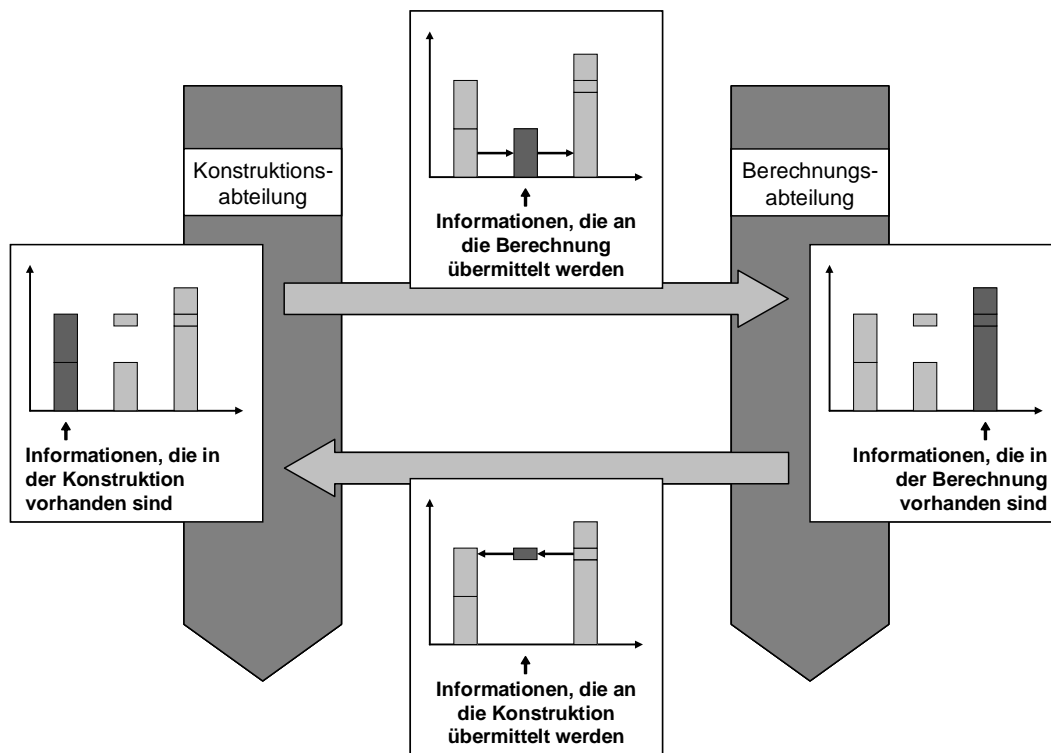 Konstruktions-
abteilung
Berechnungs-
abteilung
Informationen, die an
die Berechnung
übermittelt werden
Informationen, die in
der Konstruktion
vorhanden sind
Informationen, die in
der Berechnung
vorhanden sind
Informationen, die an
die Konstruktion
übermittelt werden